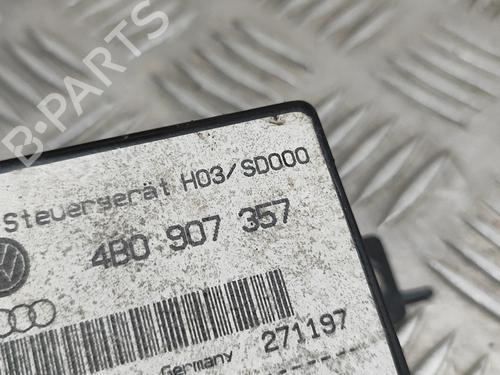 B-PARTS
Steuergerät H03/SD000
4B0 907 357
Germany 271197